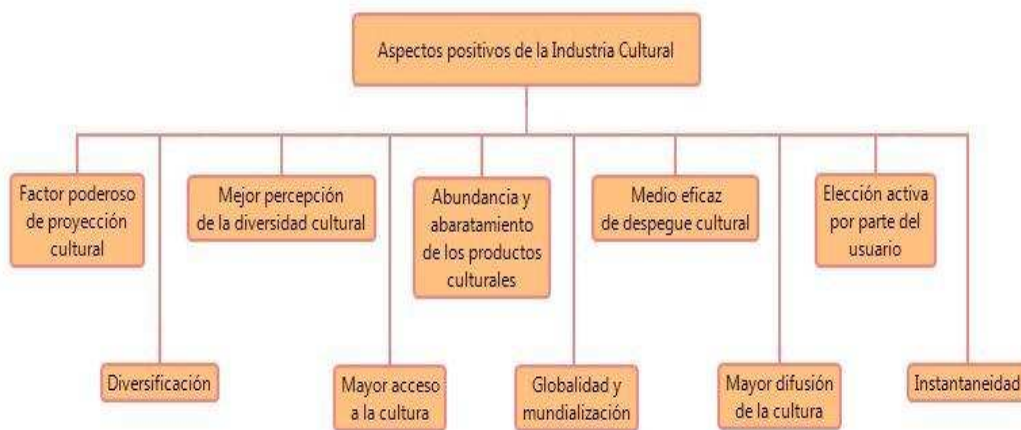 Aspectos positivos de la Industria Cultural
Factor poderoso
de proyección
cultural
Mejor percepción
de la diversidad cultural
Abundancia y
abaratamiento
de los productos
culturales
Medio eficaz
de despegue cultural
Elección activa
por parte del
usuario
Diversificación
Mayor acceso
a la cultura
Globalidad y
mundialización
Mayor difusión
de la cultura
Instantaneidad